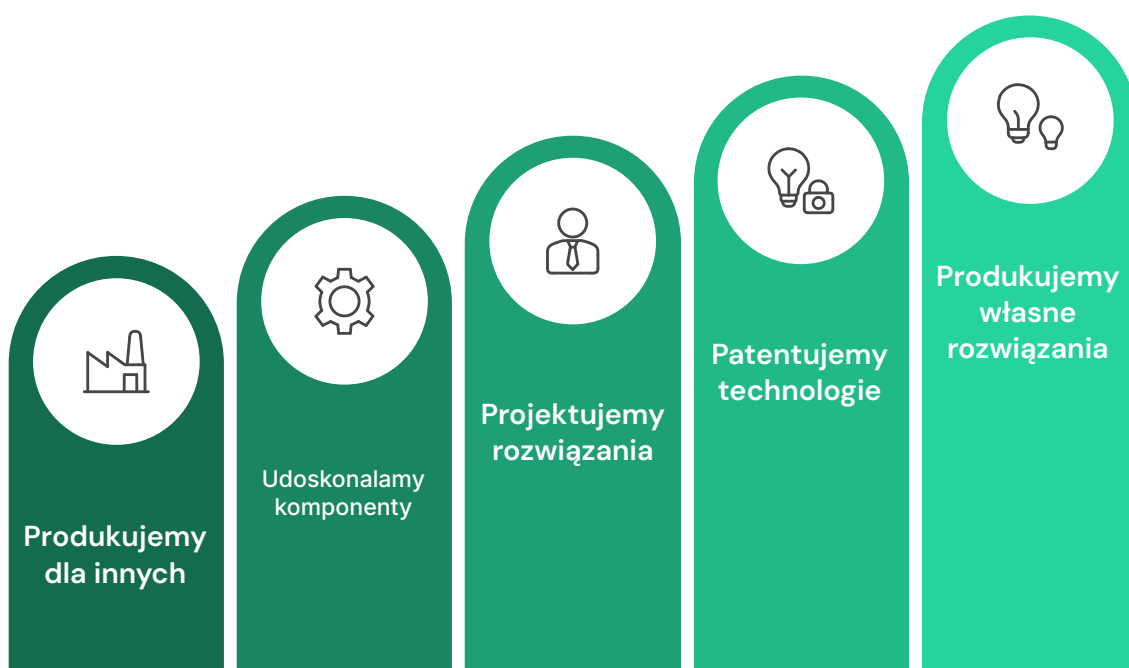 Produkujemy
dla innych
Udoskonalamy
komponenty
Projektujemy
rozwiązania
Patentujemy
technologie
Produkujemy
własne
rozwiązania